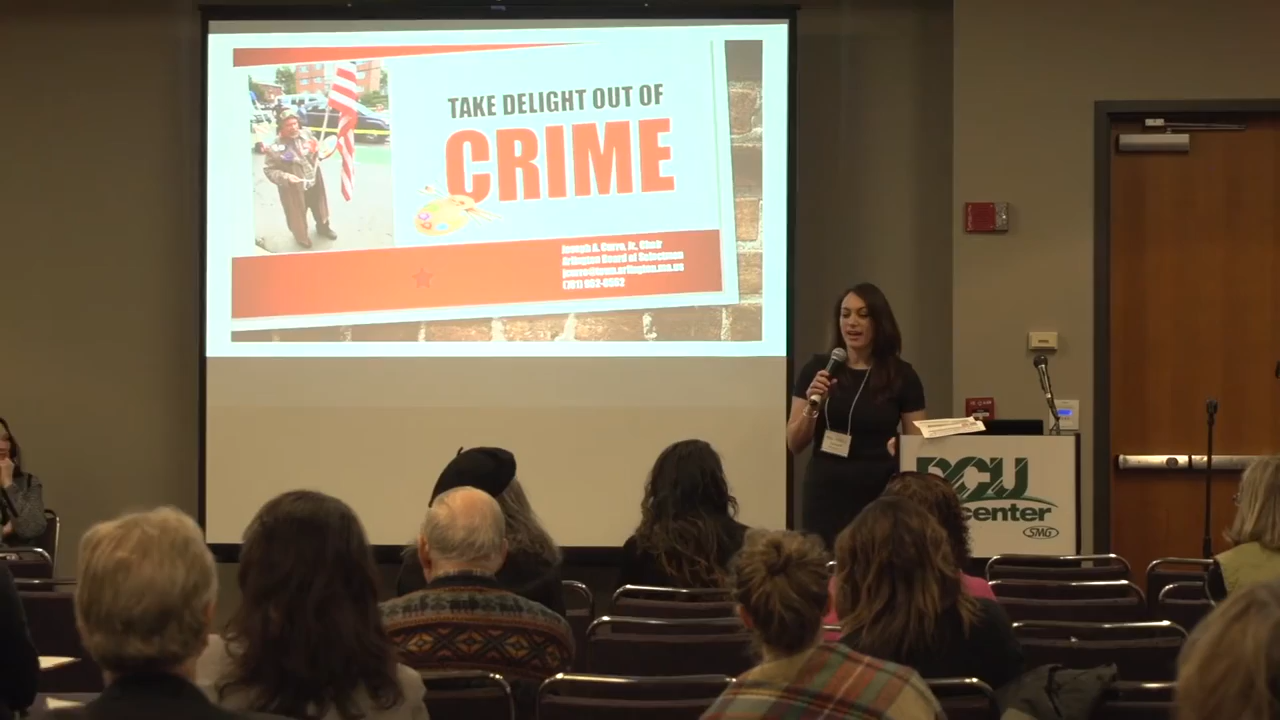 TAKE DELIGHT OUT OF
CRIME
Joseph A. Curro, Jr., Chair
Arlington Board of Selectmen
DCU
center
SMG